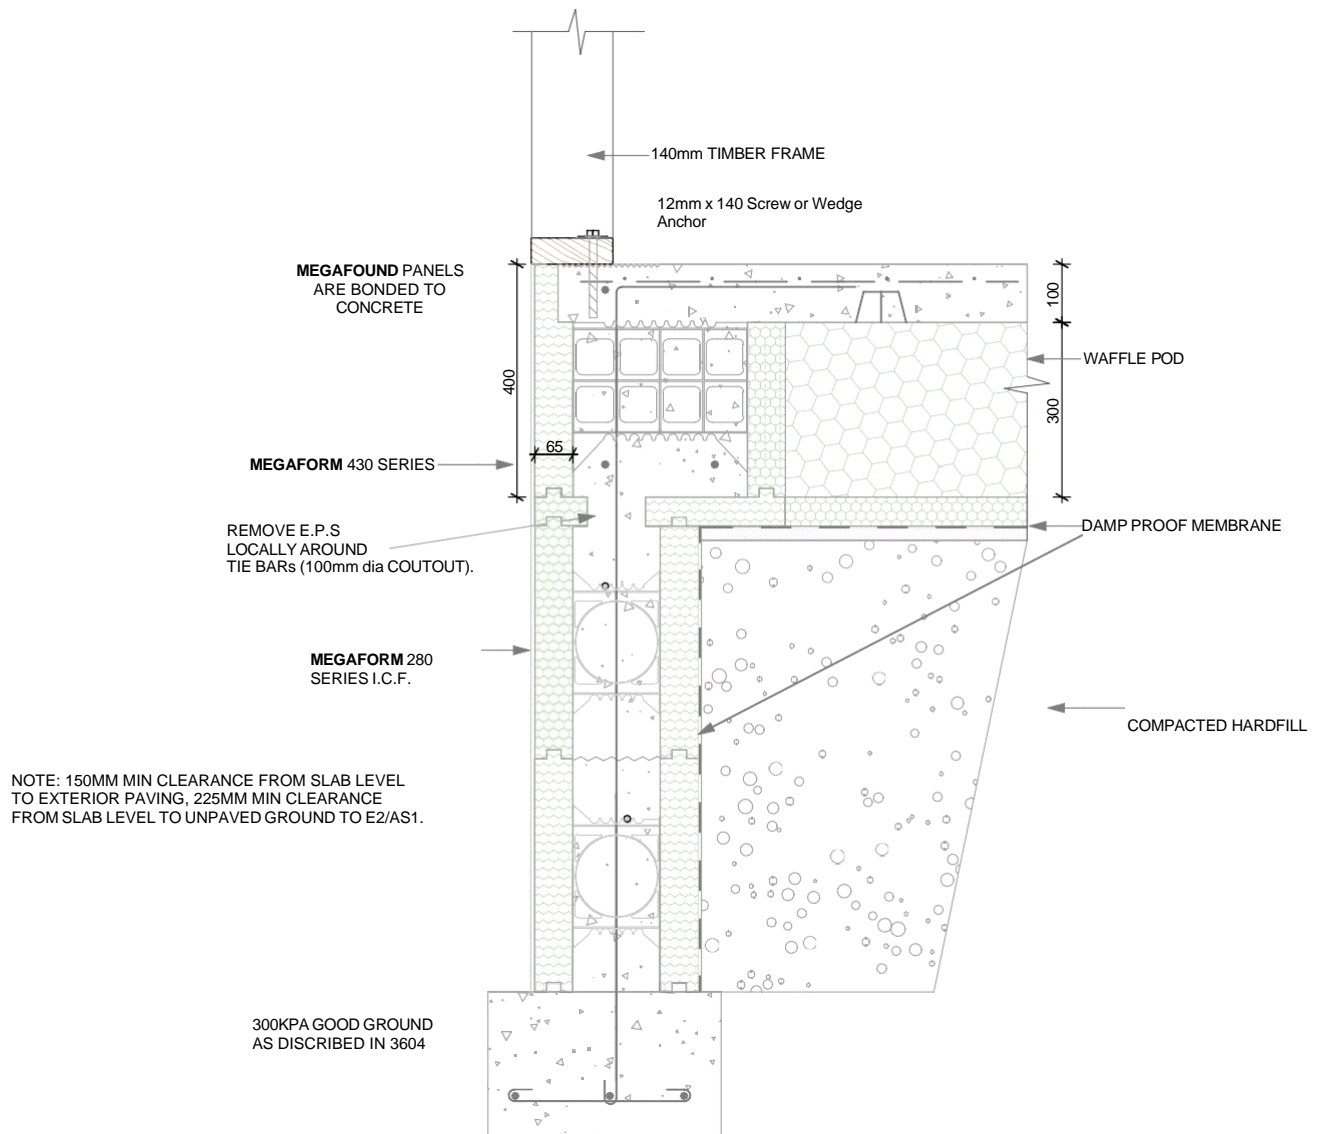 140mm TIMBER FRAME
12mm x 140 Screw or Wedge
Anchor
MEGAFOUND PANELS
ARE BONDED TO
CONCRETE
100
WAFFLE POD
400
300
65
MEGAFORM 430 SERIES
REMOVE E.P.S
LOCALLY AROUND
TIE BARs (100mm dia COUTOUT).
DAMP PROOF MEMBRANE
MEGAFORM 280
SERIES I.C.F.
COMPACTED HARDFILL
NOTE: 150MM MIN CLEARANCE FROM SLAB LEVEL
TO EXTERIOR PAVING, 225MM MIN CLEARANCE
FROM SLAB LEVEL TO UNPAVED GROUND TO E2/AS1.
300KPA GOOD GROUND
AS DISCRIBED IN 3604